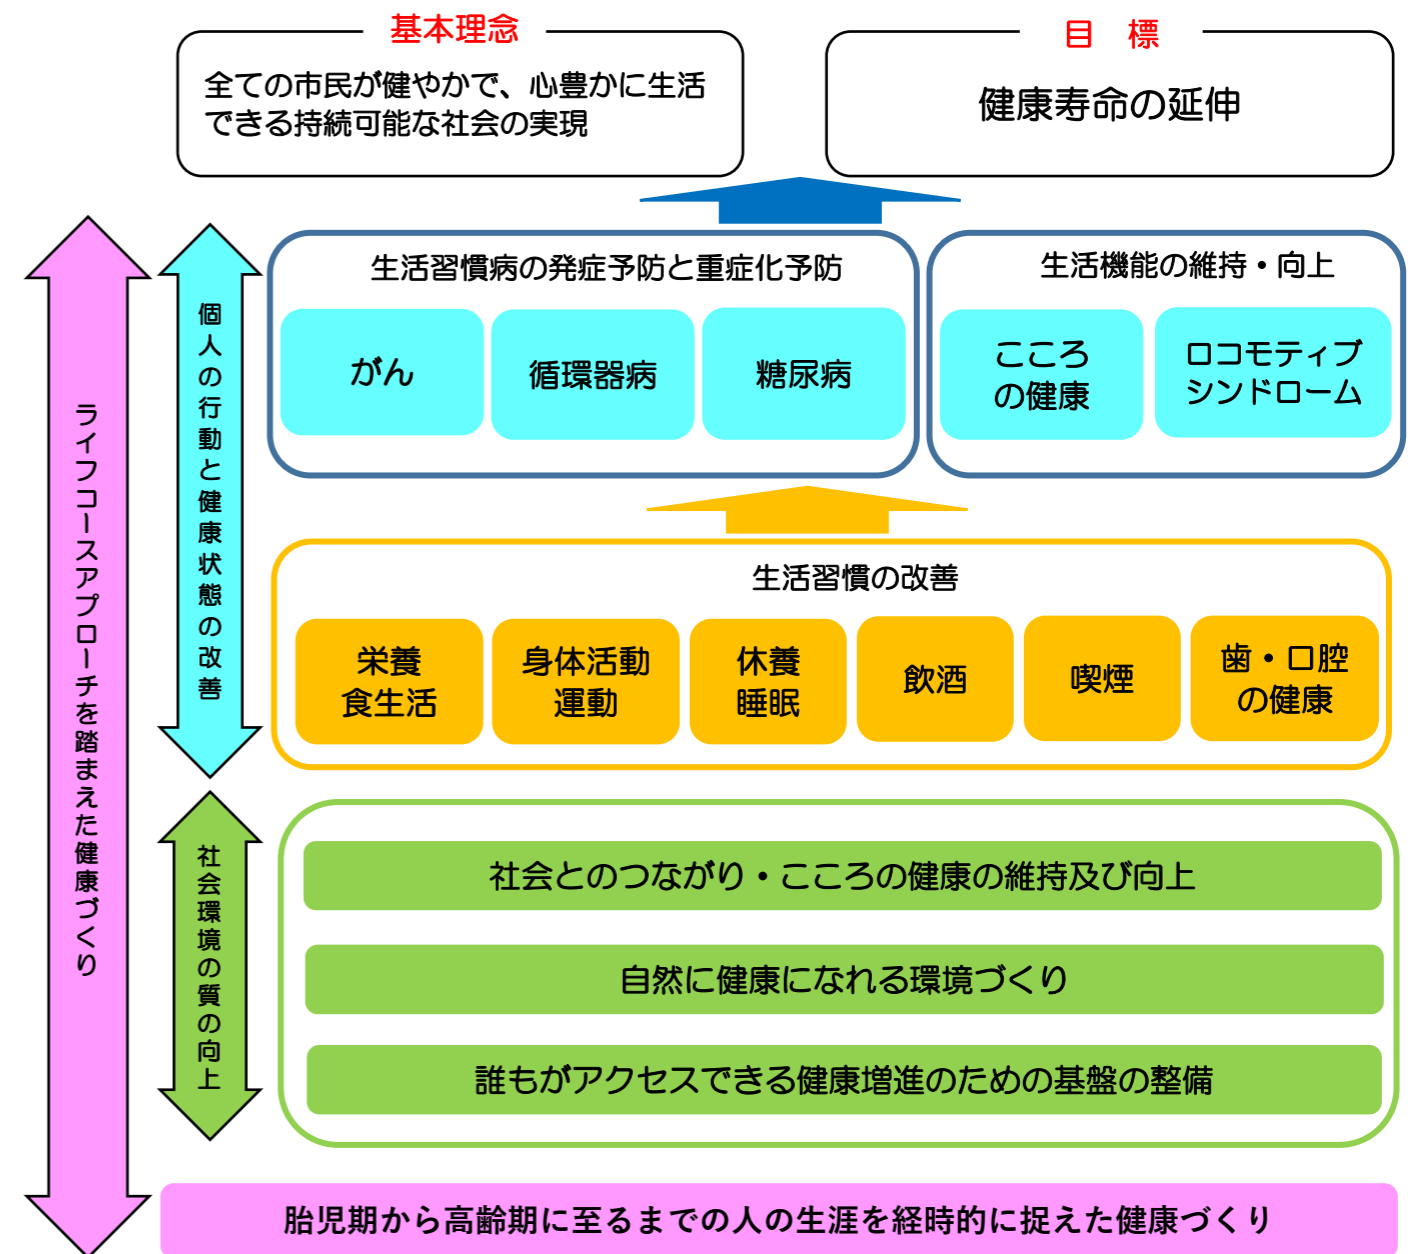 基本理念
全ての市民が健やかで、心豊かに生活
できる持続可能な社会の実現
目　標
健康寿命の延伸
ライフコースアプローチを踏まえた健康づくり
個人の行動と健康状態の改善
生活習慣病の発症予防と重症化予防
がん
循環器病
糖尿病
生活機能の維持・向上
こころ
の健康
ロコモティブ
シンドローム
生活習慣の改善
栄養
食生活
身体活動
運動
休養
睡眠
飲酒
喫煙
歯・口腔
の健康
社会環境の質の向上
社会とのつながり・こころの健康の維持及び向上
自然に健康になれる環境づくり
誰もがアクセスできる健康増進のための基盤の整備
胎児期から高齢期に至るまでの人の生涯を経時的に捉えた健康づくり